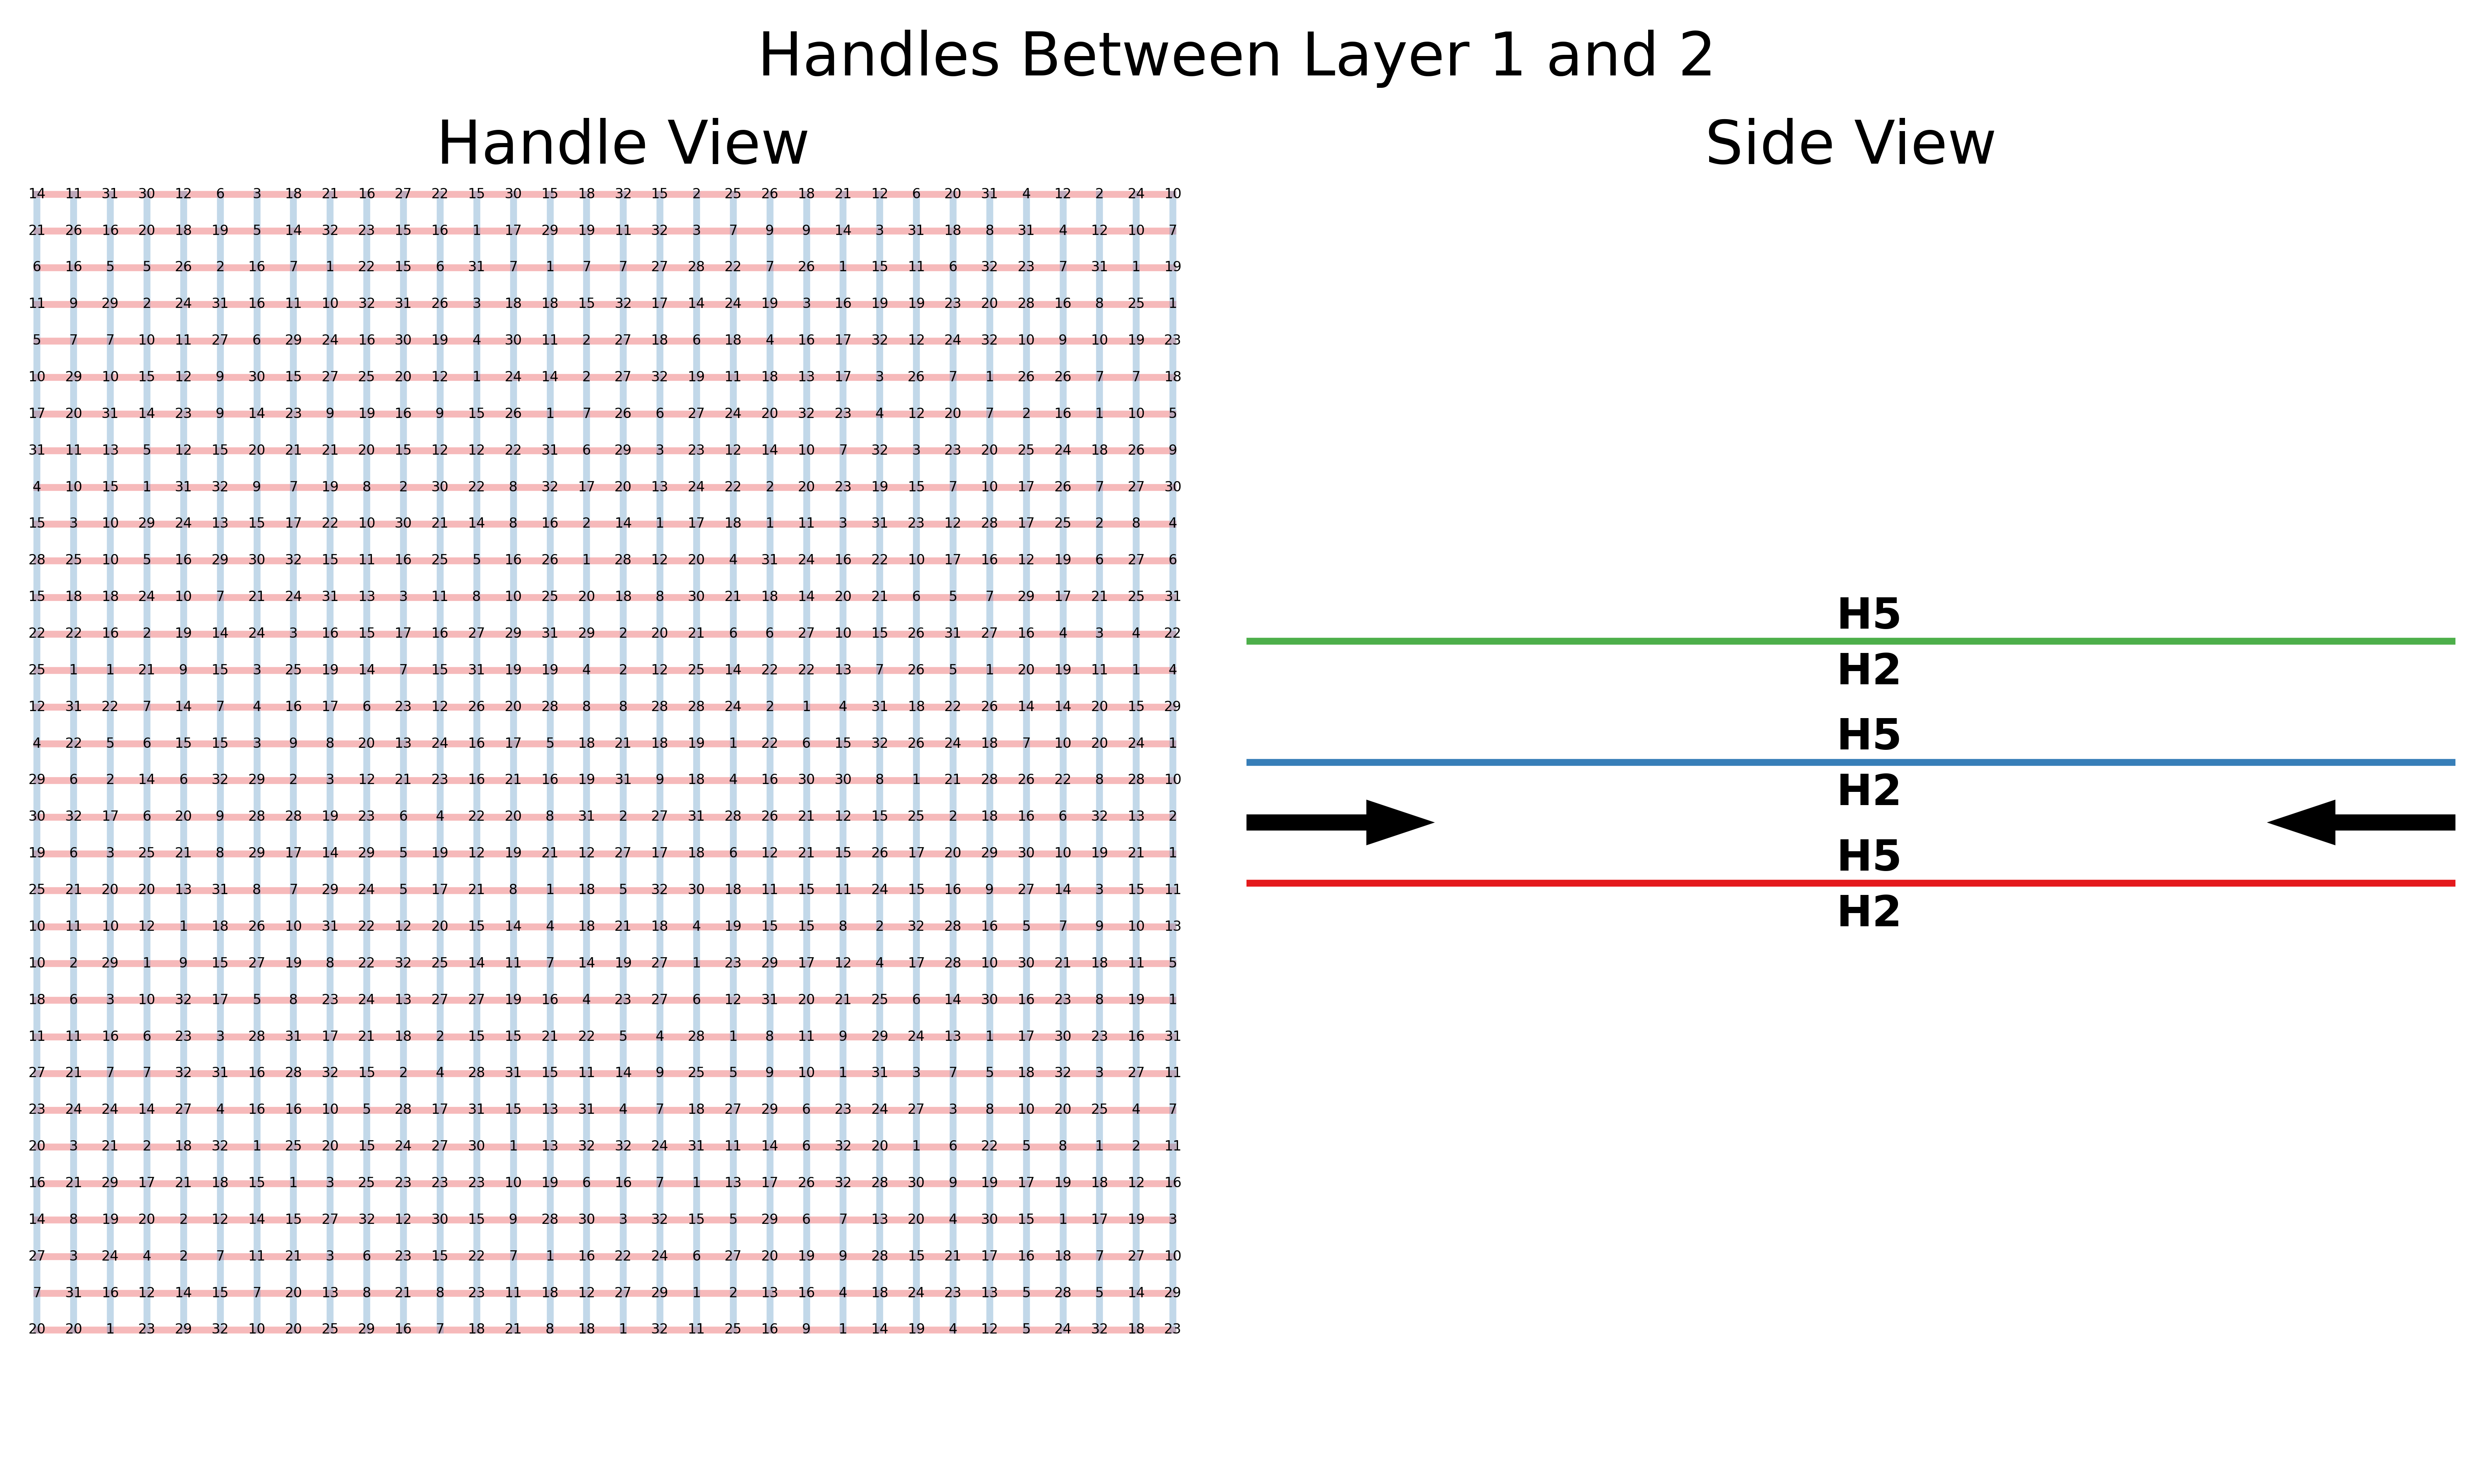 Handles Between Layer 1 and 2
Handle View
Side View
14 11 31 30 12 6 3 18 21 16 27 22 15 30 15 18 32 15 2 25 26 18 21 12 6 20 31 4 12 2 24 10
21 26 16 20 18 19 5 14 32 23 15 16 1 17 29 19 11 32 3 7 9 9 14 3 31 18 8 31 4 12 10 7
6 16 5 5 26 2 16 7 1 22 15 6 31 7 1 7 7 27 28 22 7 26 1 15 11 6 32 23 7 31 1 19
11 9 29 2 24 31 16 11 10 32 31 26 3 18 18 15 32 17 14 24 19 3 16 19 19 23 20 28 16 8 25 1
5 7 7 10 11 27 6 29 24 16 30 19 4 30 11 2 27 18 6 18 4 16 17 32 12 24 32 10 9 10 19 23
10 29 10 15 12 9 30 15 27 25 20 12 1 24 14 2 27 32 19 11 18 13 17 3 26 7 1 26 26 7 7 18
17 20 31 14 23 9 14 23 9 19 16 9 15 26 1 7 26 6 27 24 20 32 23 4 12 20 7 2 16 1 10 5
31 11 13 5 12 15 20 21 21 20 15 12 12 22 31 6 29 3 23 12 14 10 7 32 3 23 20 25 24 18 26 9
4 10 15 1 31 32 9 7 19 8 2 30 22 8 32 17 20 13 24 22 2 20 23 19 15 7 10 17 26 7 27 30
15 3 10 29 24 13 15 17 22 10 30 21 14 8 16 2 14 1 17 18 1 11 3 31 23 12 28 17 25 2 8 4
28 25 10 5 16 29 30 32 15 11 16 25 5 16 26 1 28 12 20 4 31 24 16 22 10 17 16 12 19 6 27 6
15 18 18 24 10 7 21 24 31 13 3 11 8 10 25 20 18 8 30 21 18 14 20 21 6 5 7 29 17 21 25 31
22 22 16 2 19 14 24 3 16 15 17 16 27 29 31 29 2 20 21 6 6 27 10 15 26 31 27 16 4 3 4 22
25 1 1 21 9 15 3 25 19 14 7 15 31 19 19 4 2 12 25 14 22 22 13 7 26 5 1 20 19 11 1 4
12 31 22 7 14 7 4 16 17 6 23 12 26 20 28 8 8 28 28 24 2 1 4 31 18 22 26 14 14 20 15 29
4 22 5 6 15 15 3 9 8 20 13 24 16 17 5 18 21 18 19 1 22 6 15 32 26 24 18 7 10 20 24 1
29 6 2 14 6 32 29 2 3 12 21 23 16 21 16 19 31 9 18 4 16 30 30 8 1 21 28 26 22 8 28 10
30 32 17 6 20 9 28 28 19 23 6 4 22 20 8 31 2 27 31 28 26 21 12 15 25 2 18 16 6 32 13 2
19 6 3 25 21 8 29 17 14 29 5 19 12 19 21 12 27 17 18 6 12 21 15 26 17 20 29 30 10 19 21 1
25 21 20 20 13 31 8 7 29 24 5 17 21 8 1 18 5 32 30 18 11 15 11 24 15 16 9 27 14 3 15 11
10 11 10 12 1 18 26 10 31 22 12 20 15 14 4 18 21 18 4 19 15 15 8 2 32 28 16 5 7 9 10 13
10 2 29 1 9 15 27 19 8 22 32 25 14 11 7 14 19 27 1 23 29 17 12 4 17 28 10 30 21 18 11 5
18 6 3 10 32 17 5 8 23 24 13 27 27 19 16 4 23 27 6 12 31 20 21 25 6 14 30 16 23 8 19 1
11 11 16 6 23 3 28 31 17 21 18 2 15 15 21 22 5 4 28 1 8 11 9 29 24 13 1 17 30 23 16 31
27 21 7 7 32 31 16 28 32 15 2 4 28 31 15 11 14 9 25 5 9 10 1 31 3 7 5 18 32 3 27 11
23 24 24 14 27 4 16 16 10 5 28 17 31 15 13 31 4 7 18 27 29 6 23 24 27 3 8 10 20 25 4 7
20 3 21 2 18 32 1 25 20 15 24 27 30 1 13 32 32 24 31 11 14 6 32 20 1 6 22 5 8 1 2 11
16 21 29 17 21 18 15 1 3 25 23 23 23 10 19 6 16 7 1 13 17 26 32 28 30 9 19 17 19 18 12 16
14 8 19 20 2 12 14 15 27 32 12 30 15 9 28 30 3 32 15 5 29 6 7 13 20 4 30 15 1 17 19 3
27 3 24 4 2 7 11 21 3 6 23 15 22 7 1 16 22 24 6 27 20 19 9 28 15 21 17 16 18 7 27 10
7 31 16 12 14 15 7 20 13 8 21 8 23 11 18 12 27 29 1 2 13 16 4 18 24 23 13 5 28 5 14 29
20 20 1 23 29 32 10 20 25 29 16 7 18 21 8 18 1 32 11 25 16 9 1 14 19 4 12 5 24 32 18 23
H5
H2
H5
H2
H5
H2